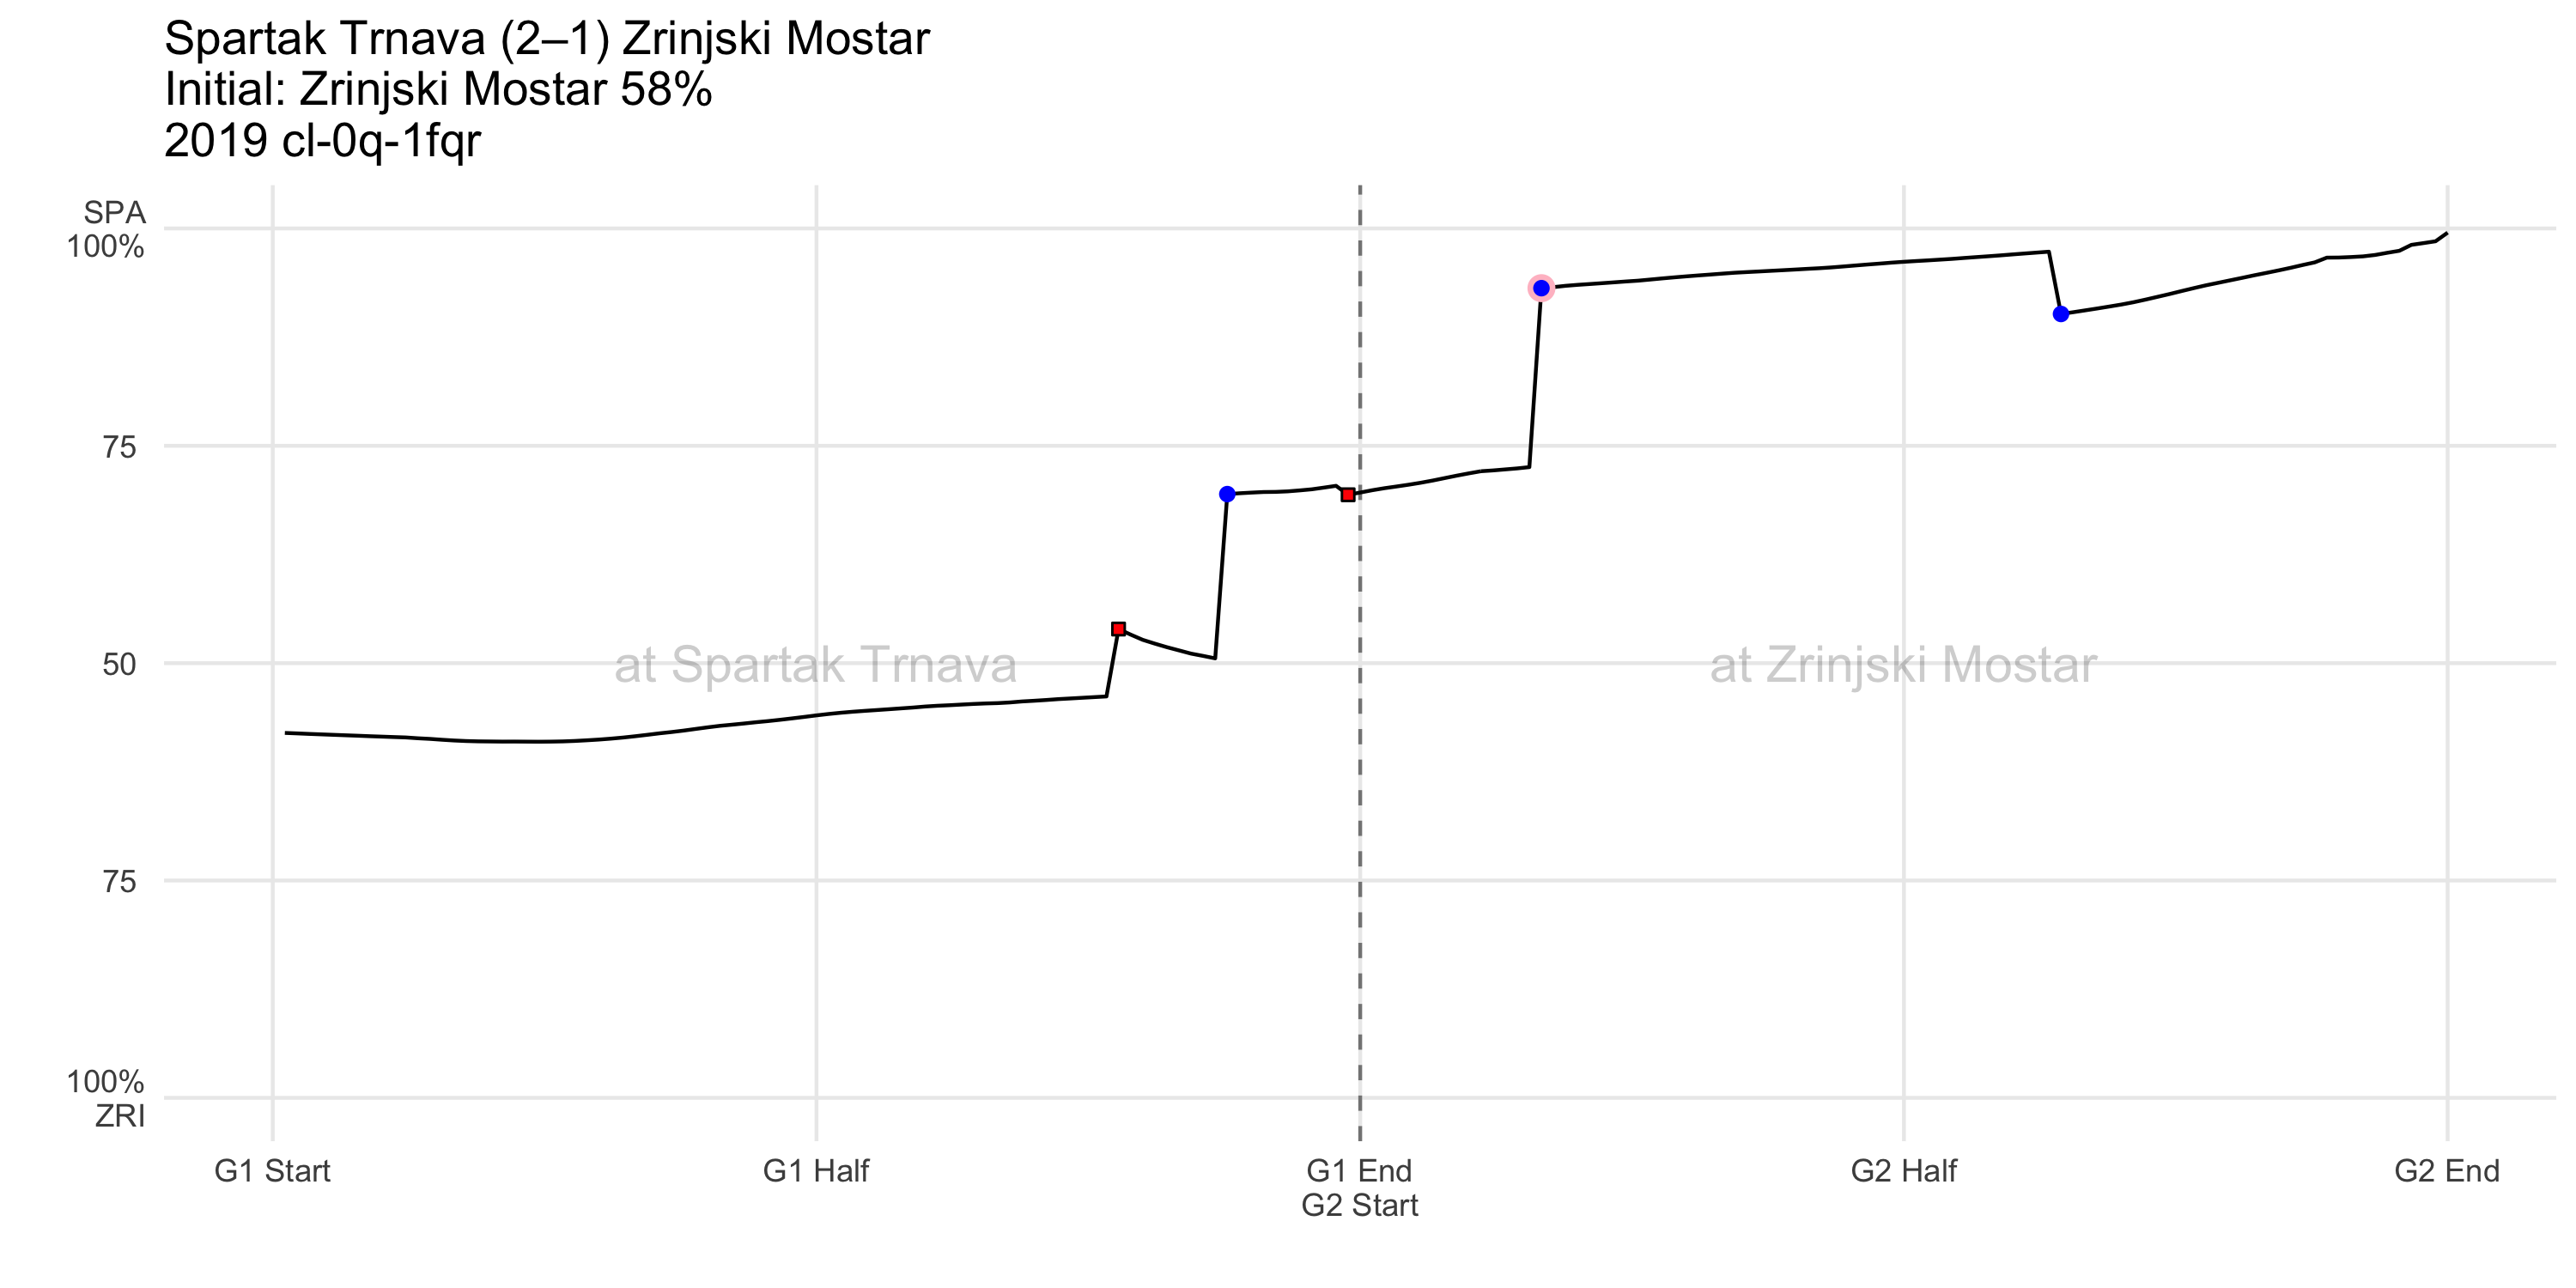 Spartak Trnava (2–1) Zrinjski Mostar
Initial: Zrinjski Mostar 58%
2019 cl-0q-1fqr
SPA
100%
75
50
75
100%
ZRI
at Spartak Trnava
at Zrinjski Mostar
G1 Start
G1 Half
G1 End
G2 Start
G2 Half
G2 End